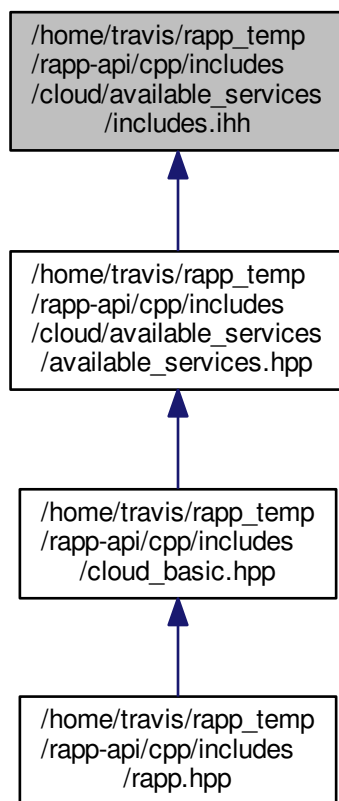 /home/travis/rapp_temp
/rapp-api/cpp/includes
/cloud/available_services
/includes.ihh
/home/travis/rapp_temp
/rapp-api/cpp/includes
/cloud/available_services
/available_services.hpp
/home/travis/rapp_temp
/rapp-api/cpp/includes
/cloud_basic.hpp
/home/travis/rapp_temp
/rapp-api/cpp/includes
/rapp.hpp